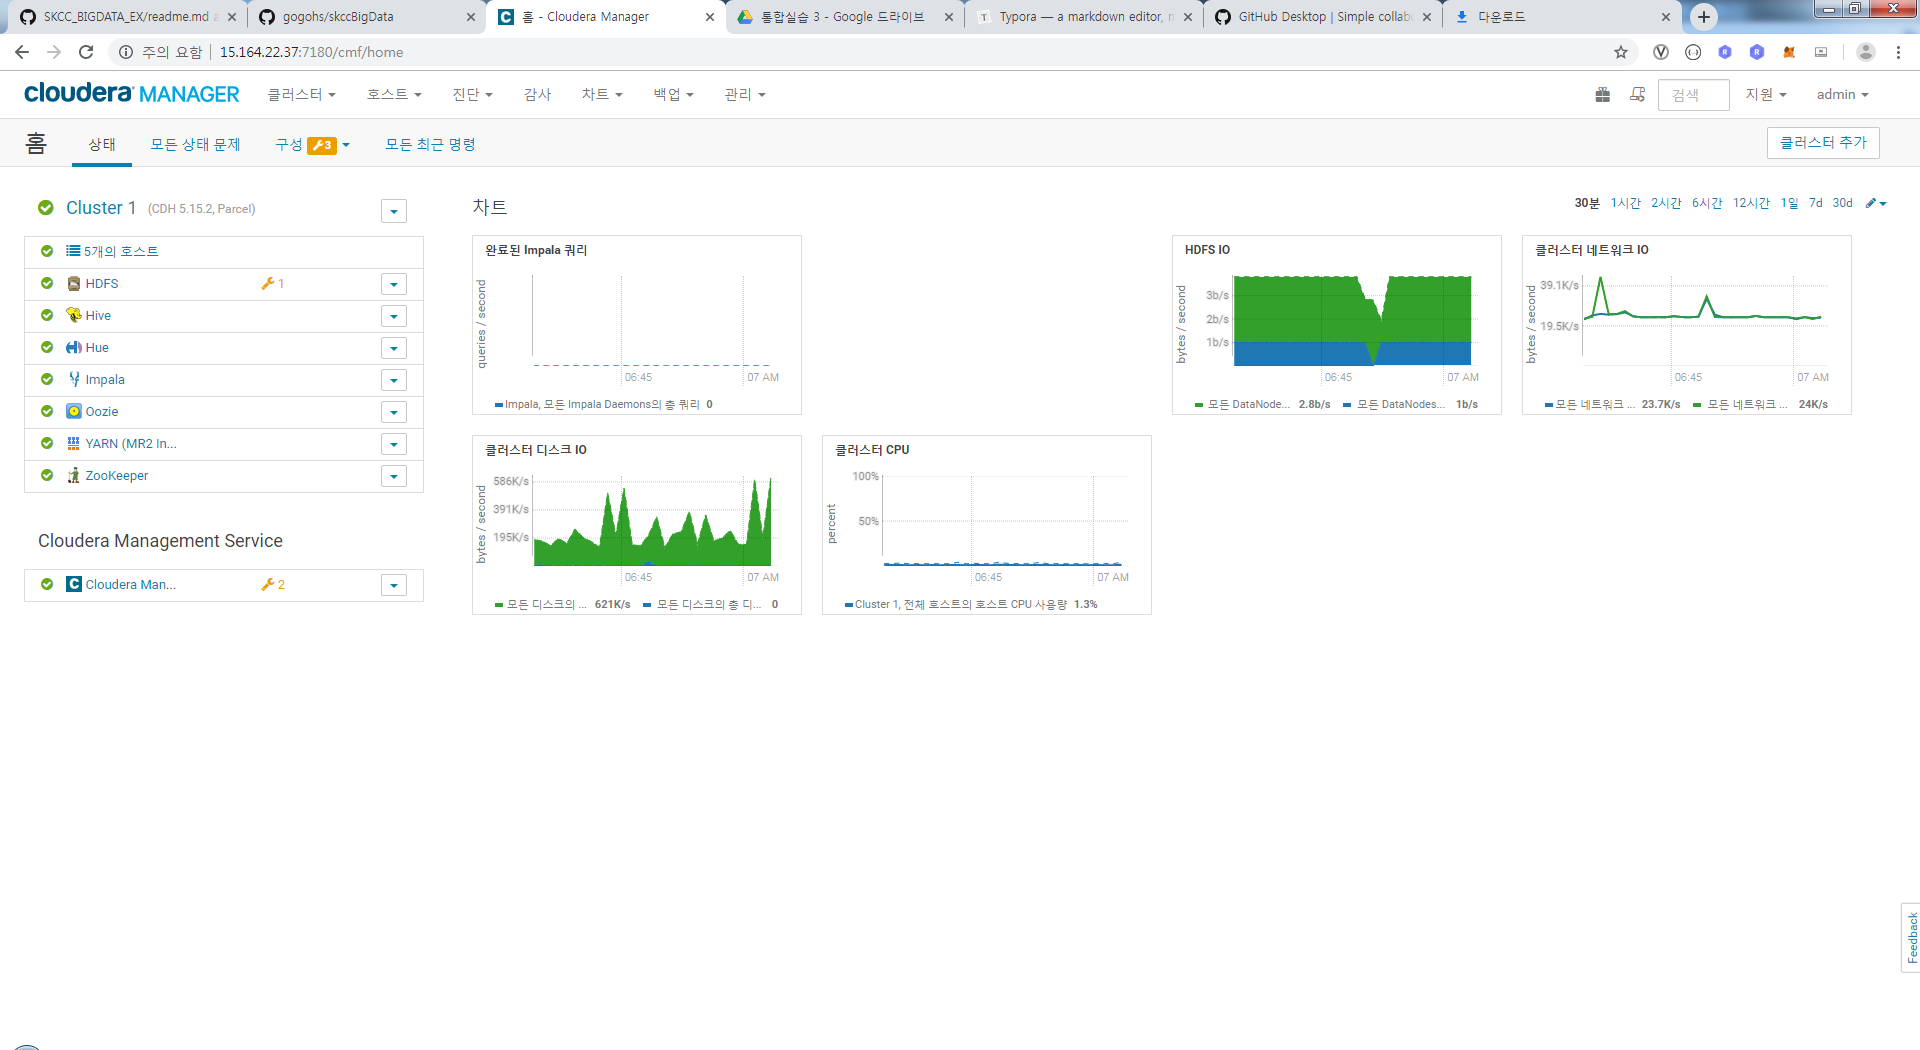 SKCC_BIGDATA_EX/readme.md a
gogohs/skccBigData
홈 - Cloudera Manager
통합실습 3 - Google 드라이브
Typora — a markdown editor, m
GitHub Desktop | Simple collabo
다운로드
주의 요함 15.164.22.37:7180/cmf/home
cloudera MANAGER 클러스터 호스트 진단 감사 차트 백업 관리 검색 지원 admin
홈 상태 모든 상태 문제 구성 3 모든 최근 명령 클러스터 추가
Cluster 1 (CDH 5.15.2, Parcel)
5개의 호스트
HDFS 1
Hive
Hue
Impala
Oozie
YARN (MR2 In...
ZooKeeper
Cloudera Management Service
Cloudera Man... 2
차트
30분 1시간 2시간 6시간 12시간 1일 7d 30d
완료된 Impala 쿼리
queries / second
06:45 07 AM
Impala, 모든 Impala Daemons의 총 쿼리 0
HDFS IO
bytes / second
3b/s
2b/s
1b/s
06:45 07 AM
모든 DataNode... 2.8b/s 모든 DataNodes... 1b/s
클러스터 네트워크 IO
bytes / second
39.1K/s
19.5K/s
06:45 07 AM
모든 네트워크 ... 23.7K/s 모든 네트워크 ... 24K/s
클러스터 디스크 IO
bytes / second
586K/s
391K/s
195K/s
06:45 07 AM
모든 디스크의 ... 621K/s 모든 디스크의 총 디... 0
클러스터 CPU
percent
100%
50%
06:45 07 AM
Cluster 1, 전체 호스트의 호스트 CPU 사용량 1.3%
Feedback